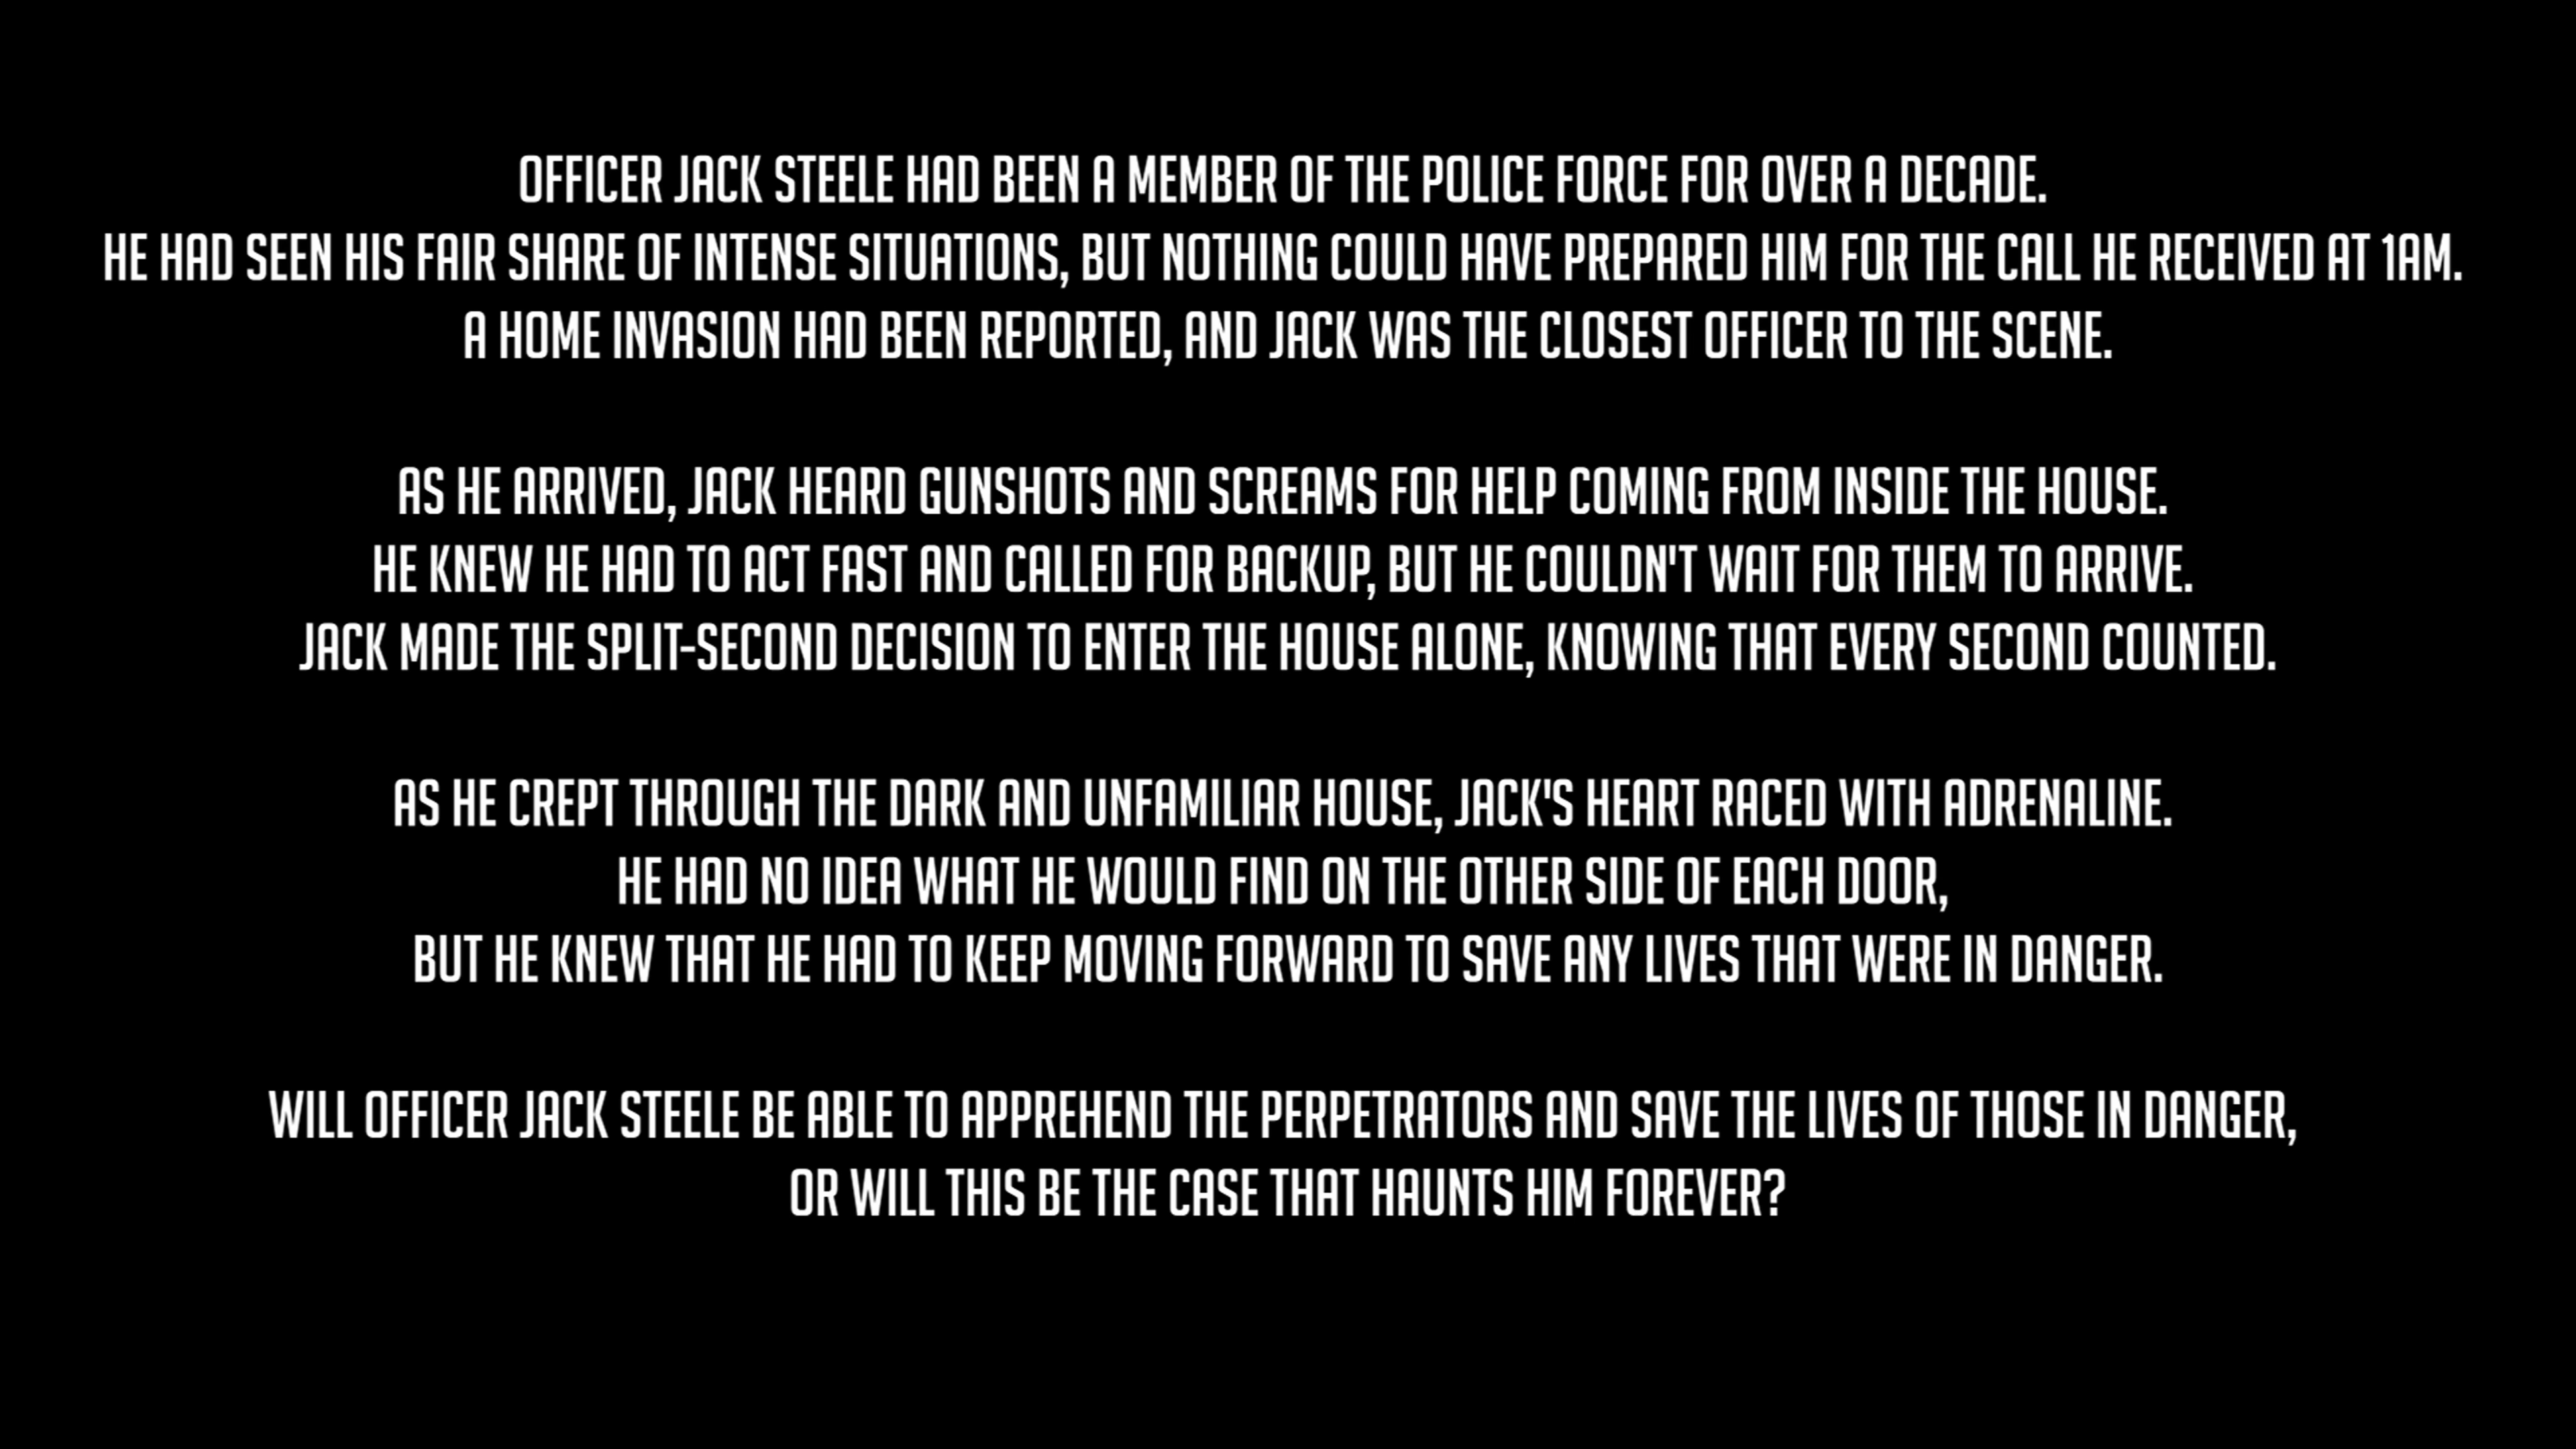 OFFICER JACK STEELE HAD BEEN A MEMBER OF THE POLICE FORCE FOR OVER A DECADE.
HE HAD SEEN HIS FAIR SHARE OF INTENSE SITUATIONS, BUT NOTHING COULD HAVE PREPARED HIM FOR THE CALL HE RECEIVED AT 1AM.
A HOME INVASION HAD BEEN REPORTED, AND JACK WAS THE CLOSEST OFFICER TO THE SCENE.
AS HE ARRIVED, JACK HEARD GUNSHOTS AND SCREAMS FOR HELP COMING FROM INSIDE THE HOUSE.
HE KNEW HE HAD TO ACT FAST AND CALLED FOR BACKUP, BUT HE COULDN'T WAIT FOR THEM TO ARRIVE.
JACK MADE THE SPLIT-SECOND DECISION TO ENTER THE HOUSE ALONE, KNOWING THAT EVERY SECOND COUNTED.
AS HE CREPT THROUGH THE DARK AND UNFAMILIAR HOUSE, JACK'S HEART RACED WITH ADRENALINE.
HE HAD NO IDEA WHAT HE WOULD FIND ON THE OTHER SIDE OF EACH DOOR,
BUT HE KNEW THAT HE HAD TO KEEP MOVING FORWARD TO SAVE ANY LIVES THAT WERE IN DANGER.
WILL OFFICER JACK STEELE BE ABLE TO APPREHEND THE PERPETRATORS AND SAVE THE LIVES OF THOSE IN DANGER,
OR WILL THIS BE THE CASE THAT HAUNTS HIM FOREVER?